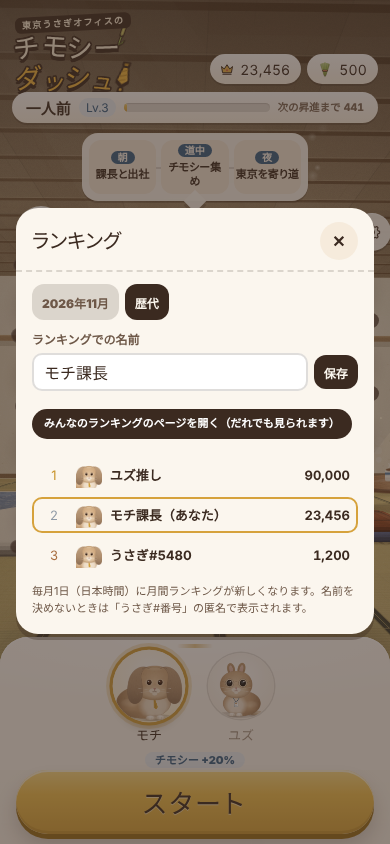 東京うさぎオフィスの
チモシー
ダッシュ!
23,456
500
一人前
Lv.3
次の昇進まで 441
朝
課長と出社
道中
チモシー集
め
夜
東京を寄り道
ランキング
×
2026年11月
歴代
ランキングでの名前
モチ課長
保存
みんなのランキングのページを開く（だれでも見られます）
1 ユズ推し 90,000
2 モチ課長（あなた） 23,456
3 うさぎ#5480 1,200
毎月1日（日本時間）に月間ランキングが新しくなります。名前を
決めないときは「うさぎ#番号」の匿名で表示されます。
モチ
ユズ
チモシー +20%
スタート